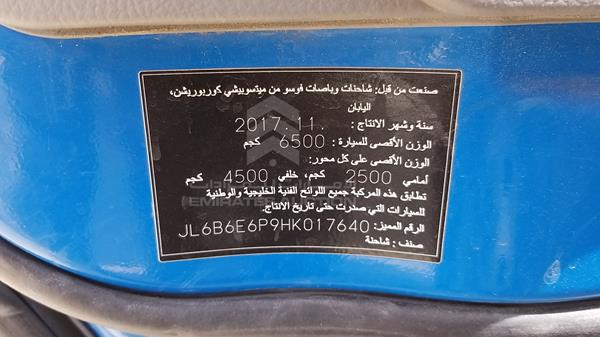 صنعت من قبل: شاحنات وباصات فوسو من ميتسوبيشي كوربوريشن,
اليابان
سنة وشهر الانتاج : 2017.11.
الوزن الأقصى للسيارة : 6500 كجم
الوزن الأقصى على كل محور:
أمامي 2500 كجم, خلفي 4500 كجم
تطابق هذه المركبة جميع اللوائح الفنية الخليجية والوطنية
للسيارات التي صدرت حتى تاريخ الانتاج.
الرقم المميز: JL6B6E6P9HK017640
صنف : شاحنة